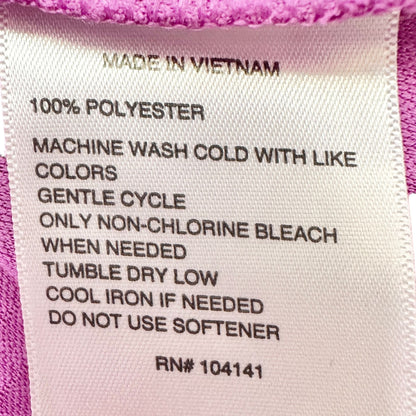 MADE IN VIETNAM
100% POLYESTER
MACHINE WASH COLD WITH LIKE
COLORS
GENTLE CYCLE
ONLY NON-CHLORINE BLEACH
WHEN NEEDED
TUMBLE DRY LOW
COOL IRON IF NEEDED
DO NOT USE SOFTENER
RN# 104141